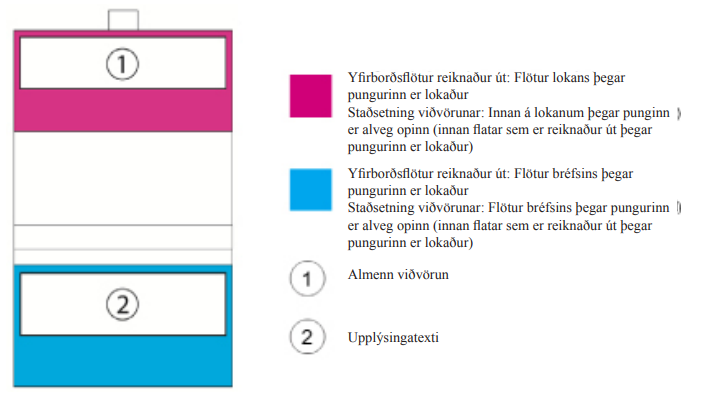 1
Yfirborðsflötur reiknaður út: Flötur lokans þegar
pungurinn er lokaður
Staðsetning viðvörunar: Innan á lokanum þegar punginn )
er alveg opinn (innan flatar sem er reiknaður út þegar
pungurinn er lokaður)
Yfirborðsflötur reiknaður út: Flötur bréfsins þegar
pungurinn er lokaður
Staðsetning viðvörunar: Flötur bréfsins þegar pungurinn )
er alveg opinn (innan flatar sem er reiknaður út þegar
pungurinn er lokaður)
2
1 Almenn viðvörun
2 Upplýsingatexti